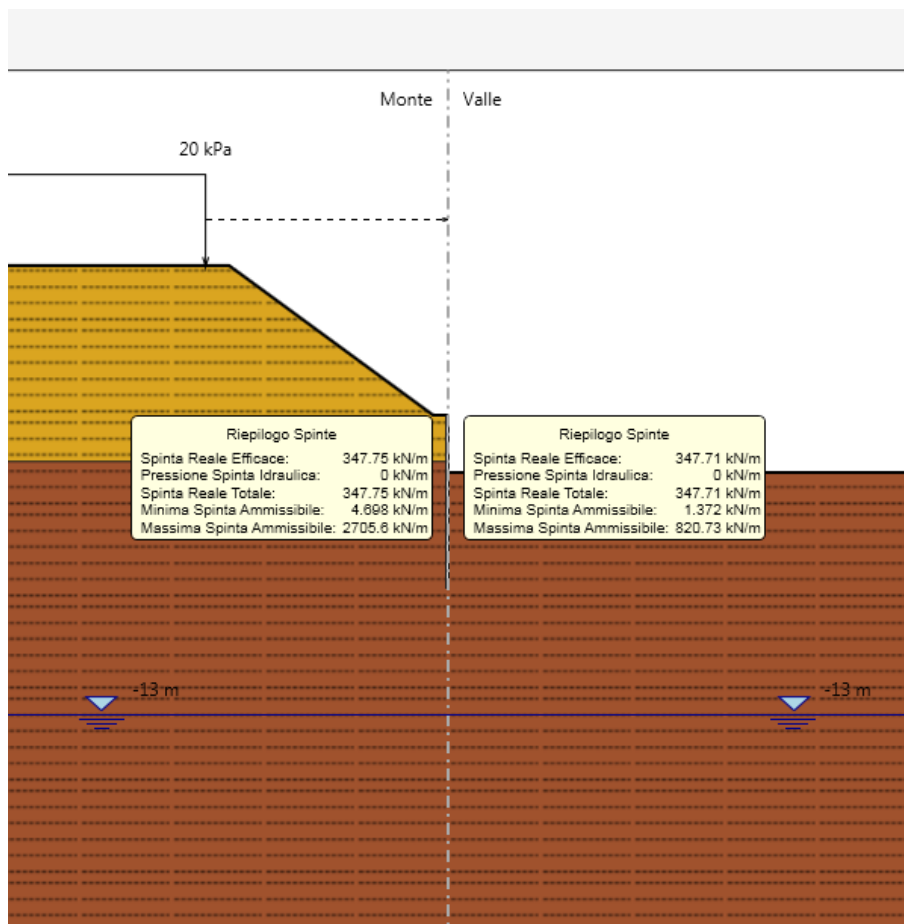 Monte Valle
20 kPa
Riepilogo Spinte
Spinta Reale Efficace: 347.75 kN/m
Pressione Spinta Idraulica: 0 kN/m
Spinta Reale Totale: 347.75 kN/m
Minima Spinta Ammissibile: 4.698 kN/m
Massima Spinta Ammissibile: 2705.6 kN/m
Riepilogo Spinte
Spinta Reale Efficace: 347.71 kN/m
Pressione Spinta Idraulica: 0 kN/m
Spinta Reale Totale: 347.71 kN/m
Minima Spinta Ammissibile: 1.372 kN/m
Massima Spinta Ammissibile: 820.73 kN/m
-13 m
-13 m